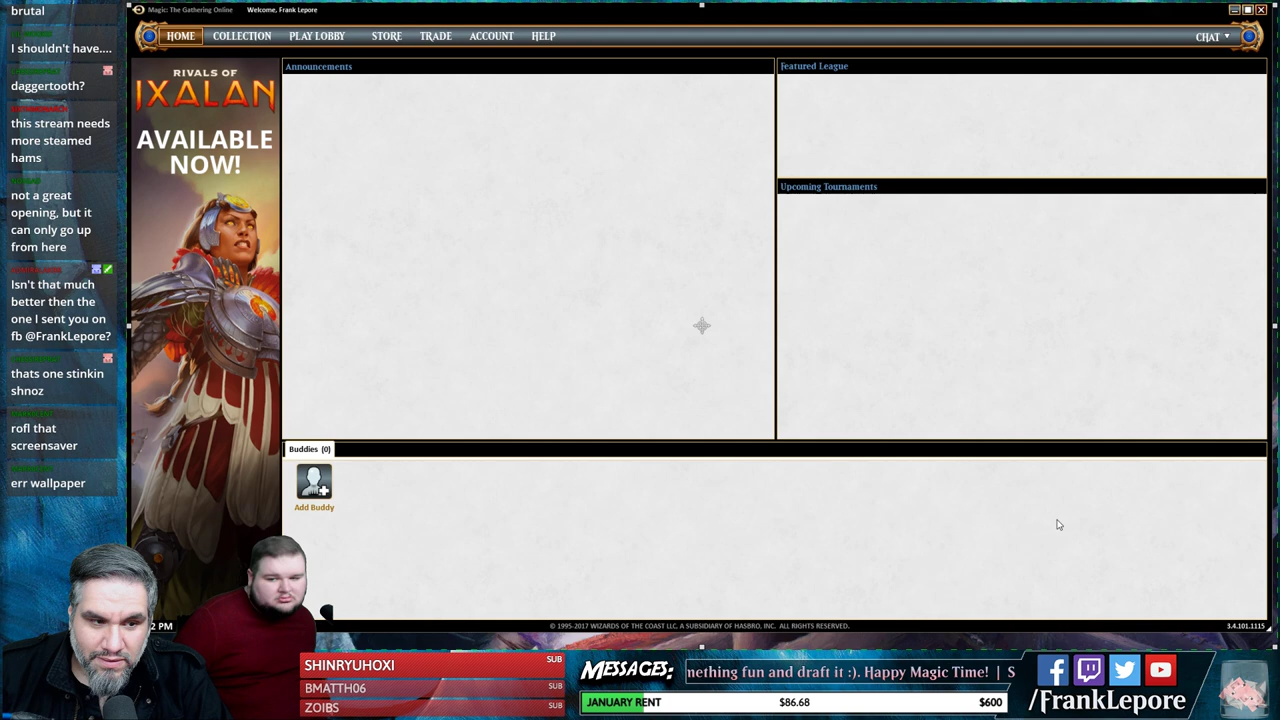 brutal
I shouldn't have....
daggertooth?
this stream needs
more steamed
hams
not a great
opening, but it
can only go up
from here
Isn't that much
better then the
one I sent you on
fb @FrankLepore?
thats one stinkin
shnoz
rofl that
screensaver
err wallpaper
Magic: The Gathering Online
Welcome, Frank Lepore
HOME
COLLECTION
PLAY LOBBY
STORE
TRADE
ACCOUNT
HELP
CHAT
RIVALS OF
IXALAN
AVAILABLE
NOW!
Announcements
Featured League
Upcoming Tournaments
Buddies (0)
Add Buddy
2 PM
© 1995-2017 WIZARDS OF THE COAST LLC, A SUBSIDIARY OF HASBRO, INC. ALL RIGHTS RESERVED.
3.4.101.1115
SHINRYUHOXI SUB
BMATTH06 SUB
ZOIBS SUB
MESSAGES:
mething fun and draft it :). Happy Magic Time! | S
JANUARY RENT
$86.68
$600
/FrankLepore